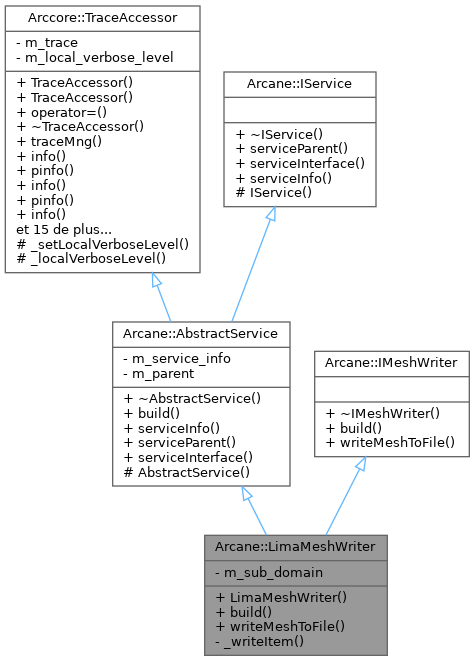 Arccore::TraceAccessor
- m_trace
- m_local_verbose_level
+ TraceAccessor()
+ TraceAccessor()
+ operator=()
+ ~TraceAccessor()
+ traceMng()
+ info()
+ pinfo()
+ info()
+ pinfo()
+ info()
et 15 de plus...
# _setLocalVerboseLevel()
# _localVerboseLevel()
Arcane::IService
+ ~IService()
+ serviceParent()
+ serviceInterface()
+ serviceInfo()
# IService()
Arcane::AbstractService
- m_service_info
- m_parent
+ ~AbstractService()
+ build()
+ serviceInfo()
+ serviceParent()
+ serviceInterface()
# AbstractService()
Arcane::IMeshWriter
+ ~IMeshWriter()
+ build()
+ writeMeshToFile()
Arcane::LimaMeshWriter
- m_sub_domain
+ LimaMeshWriter()
+ build()
+ writeMeshToFile()
- _writeItem()